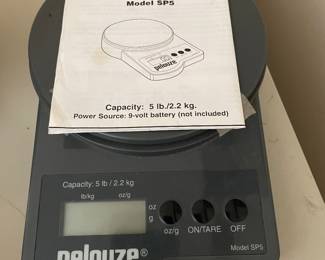 Model SP5
pelouze
Capacity: 5 lb./2.2 kg.
Power Source: 9-volt battery (not included)
Capacity: 5 lb / 2.2 kg
lb/kg oz/g
oz
g
oz/g ON/TARE OFF
pelouze®
Model SP5